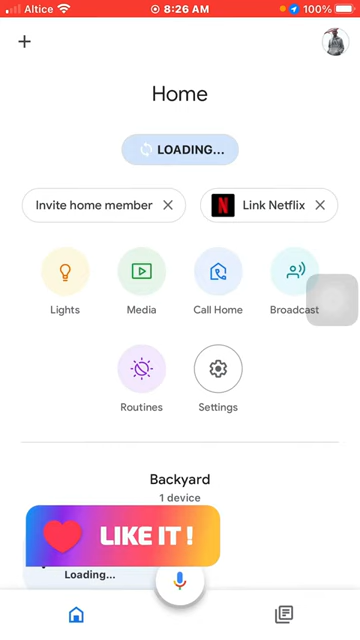 Altice 8:26 AM 100%
Home
LOADING...
Invite home member
N Link Netflix
Lights Media Call Home Broadcast
Routines Settings
Backyard
1 device
LIKE IT !
Loading...